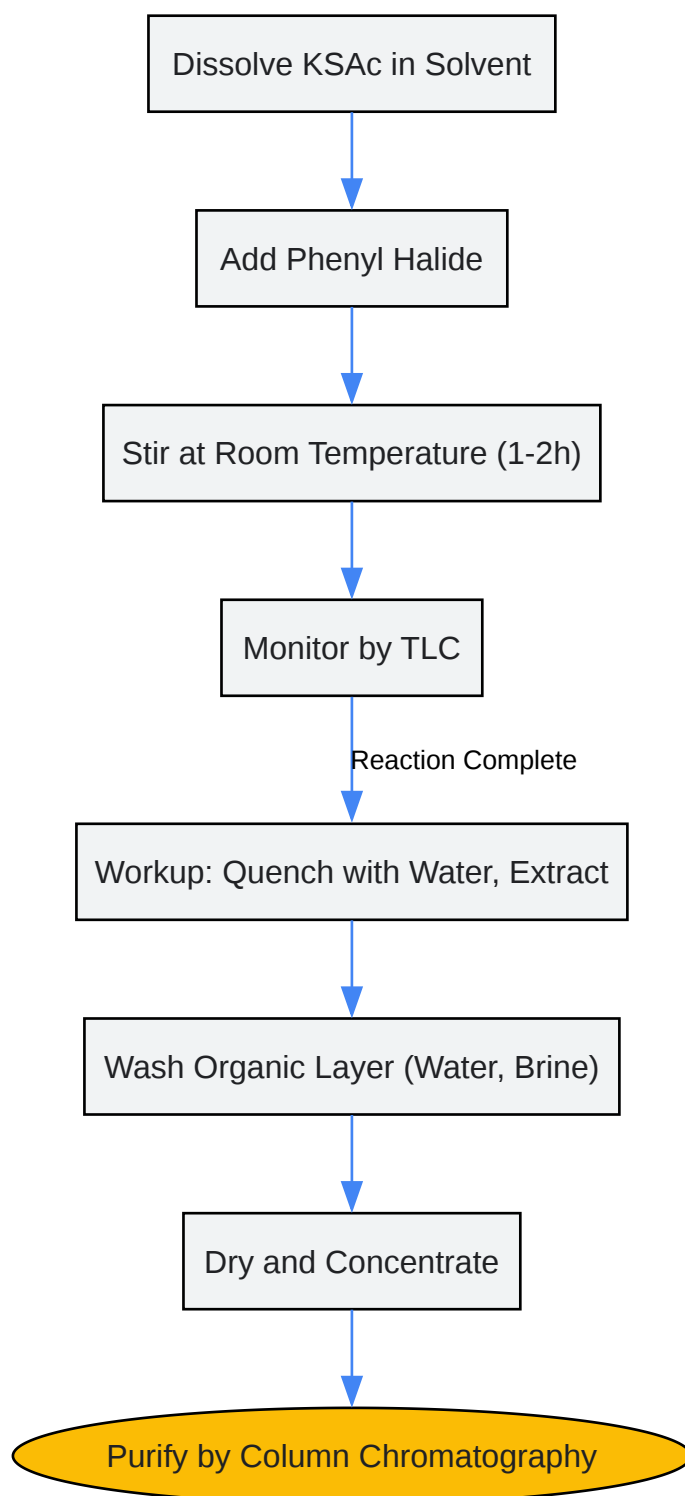 Dissolve KSAc in Solvent
Add Phenyl Halide
Stir at Room Temperature (1-2h)
Monitor by TLC
Reaction Complete
Workup: Quench with Water, Extract
Wash Organic Layer (Water, Brine)
Dry and Concentrate
Purify by Column Chromatography